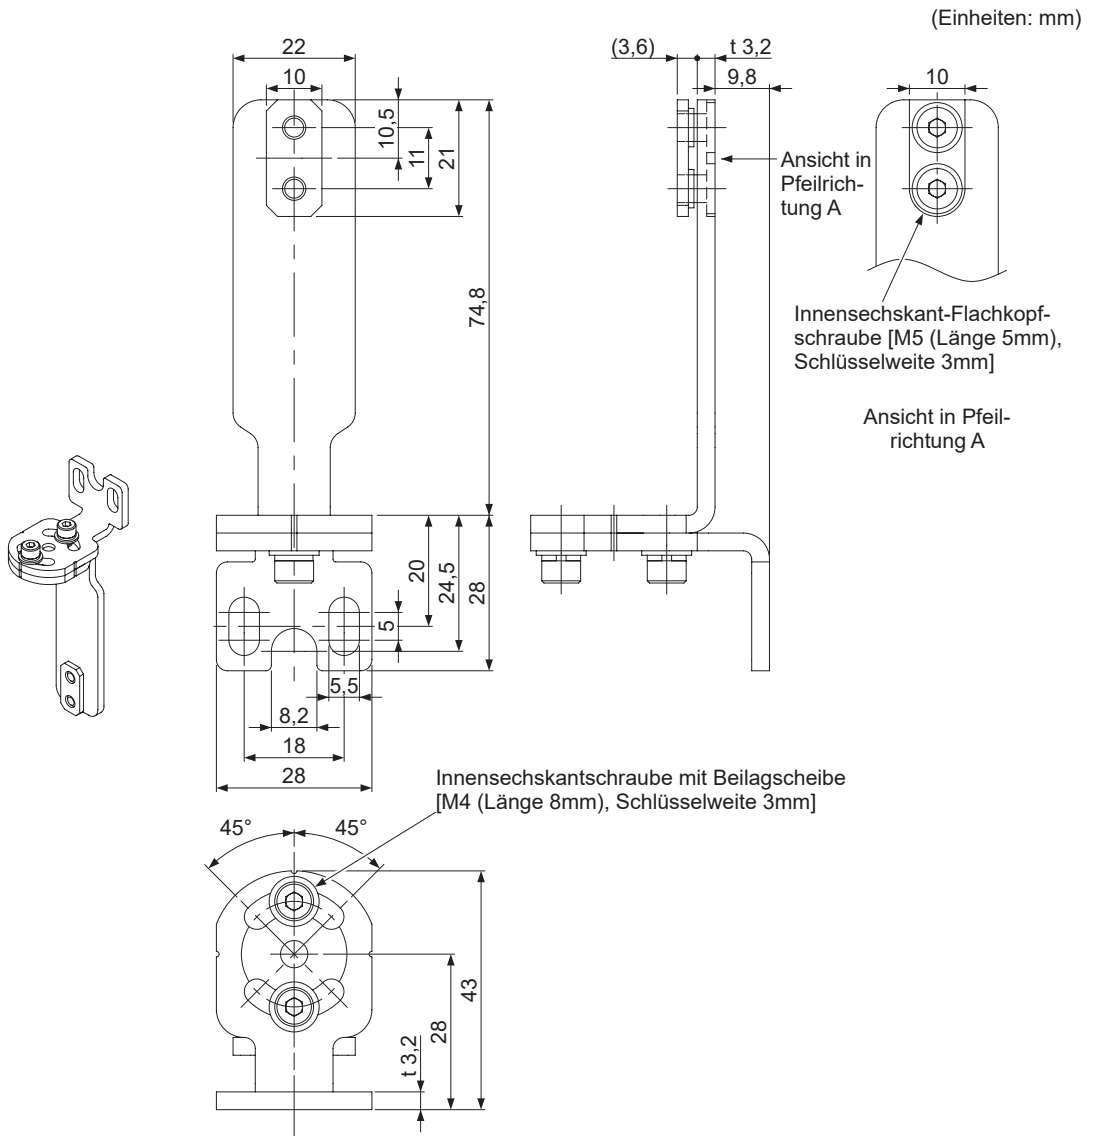 (Einheiten: mm)
22
(3,6)
t 3,2
10
9,8
10
10,5
11
21
Ansicht in
Pfeilrich-
tung A
74,8
Innensechskant-Flachkopf-
schraube [M5 (Länge 5mm),
Schlüsselweite 3mm]
Ansicht in Pfeil-
richtung A
20
24,5
28
5
5,5
8,2
18
28
Innensechskantschraube mit Beilagscheibe
[M4 (Länge 8mm), Schlüsselweite 3mm]
45°
45°
43
28
t 3,2